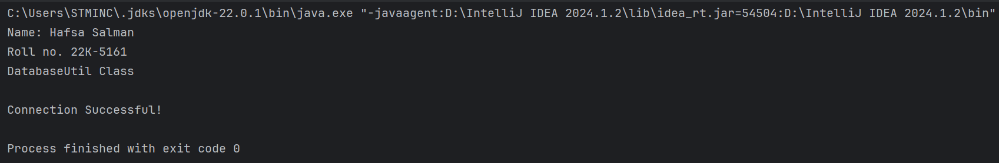 C:\Users\STMINC\.jdks\openjdk-22.0.1\bin\java.exe "-javaagent:D:\IntelliJ IDEA 2024.1.2\lib\idea_rt.jar=54504:D:\IntelliJ IDEA 2024.1.2\bin"
Name: Hafsa Salman
Roll no. 22K-5161
DatabaseUtil Class
Connection Successful!
Process finished with exit code 0